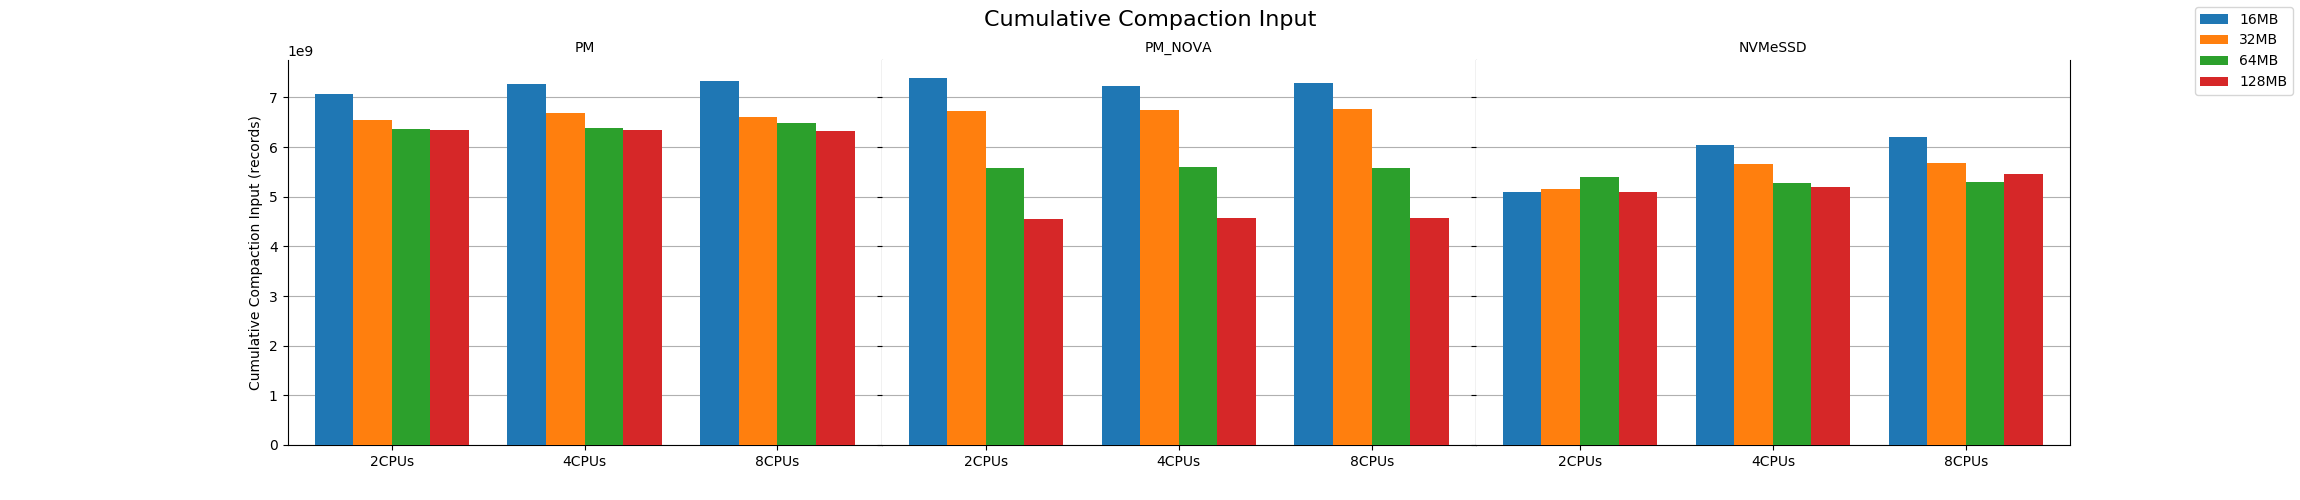 Cumulative Compaction Input
16MB
32MB
64MB
128MB
1e9
PM
PM_NOVA
NVMeSSD
Cumulative Compaction Input (records)
7
6
5
4
3
2
1
0
2CPUs
4CPUs
8CPUs
2CPUs
4CPUs
8CPUs
2CPUs
4CPUs
8CPUs